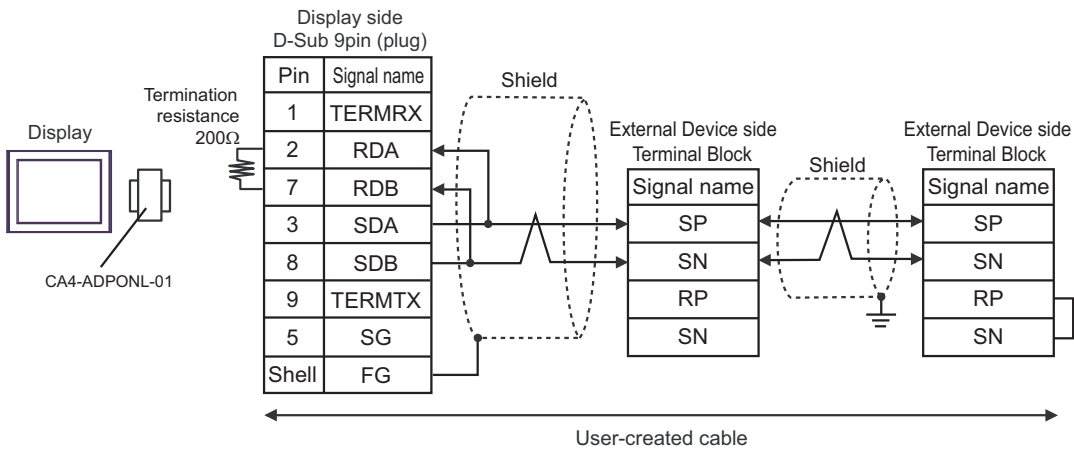 Display side
D-Sub 9pin (plug)
Pin Signal name
1 TERMRX
2 RDA
7 RDB
3 SDA
8 SDB
9 TERMTX
5 SG
Shell FG
Termination
resistance
200Ω
Display
CA4-ADPONL-01
Shield
External Device side
Terminal Block
Signal name
SP
SN
RP
SN
Shield
External Device side
Terminal Block
Signal name
SP
SN
RP
SN
User-created cable